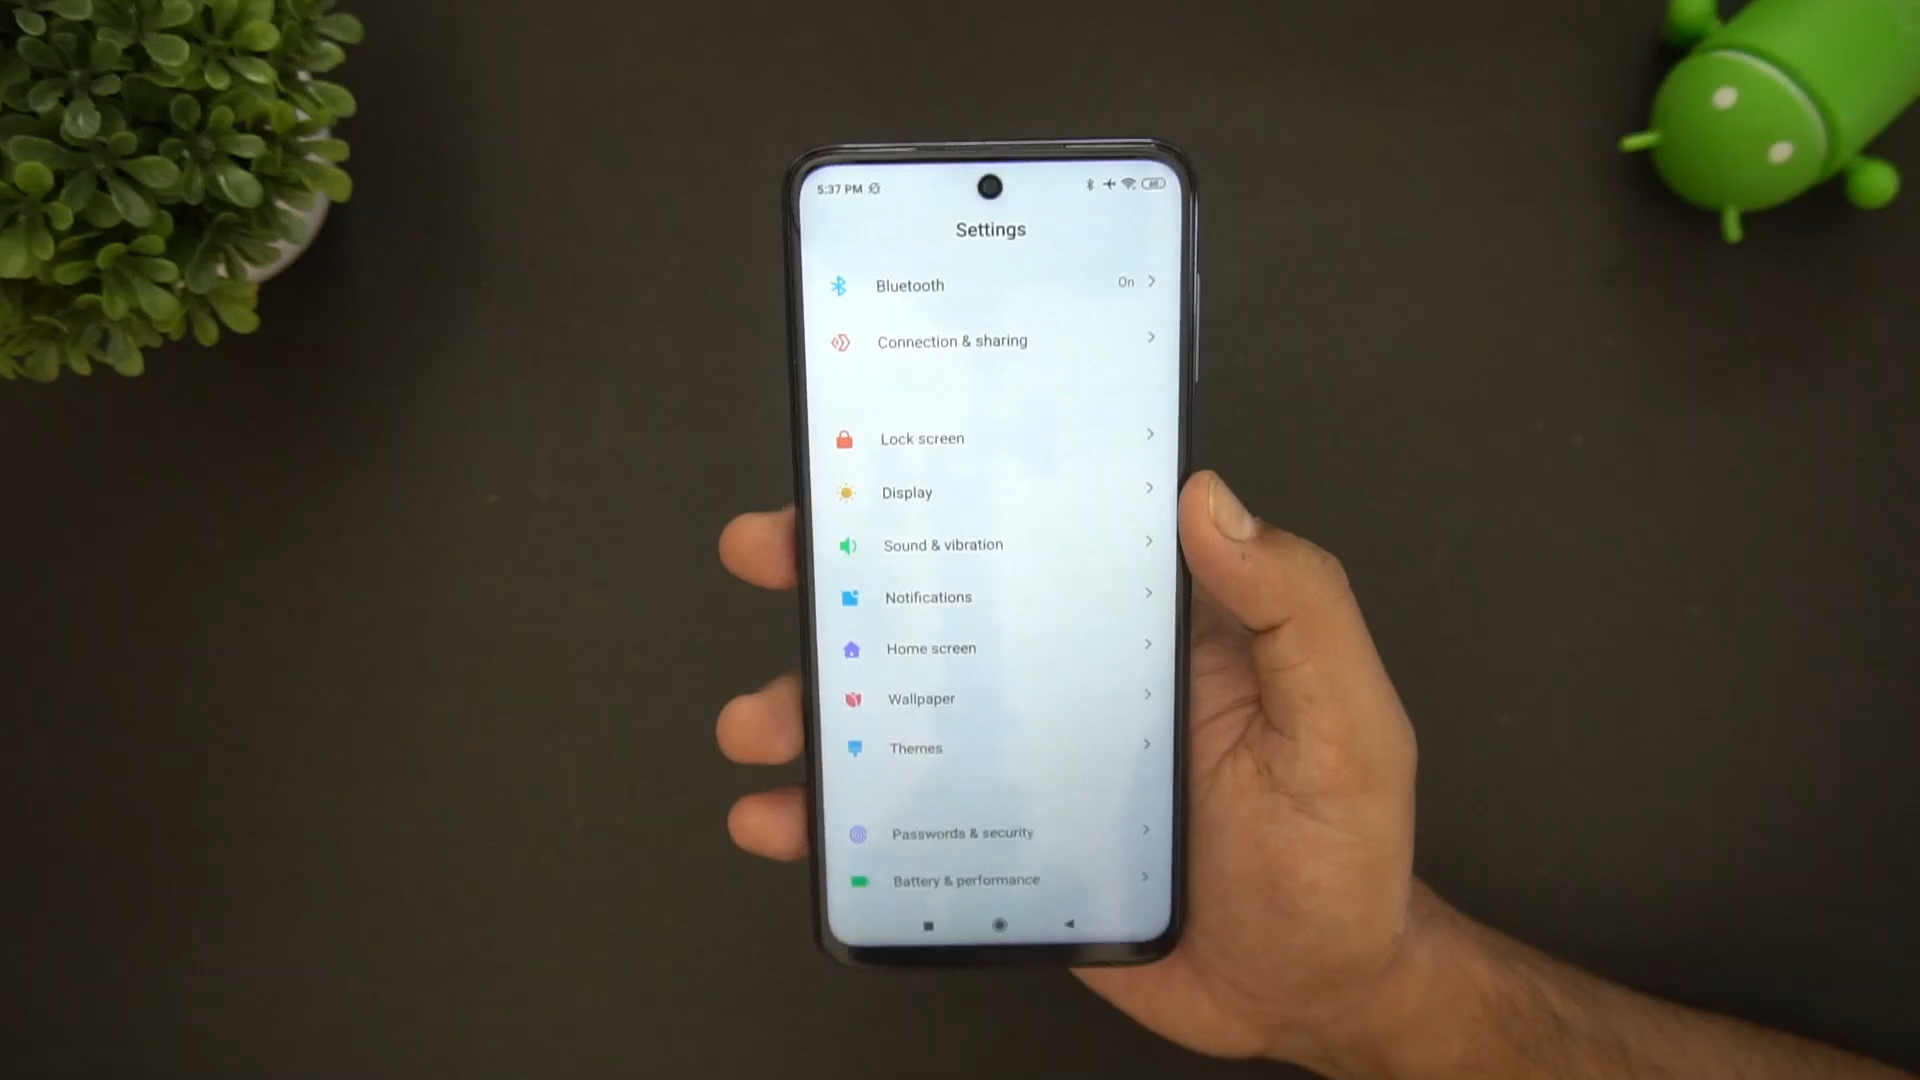 5:37 PM 60
Settings
Bluetooth On
Connection & sharing
Lock screen
Display
Sound & vibration
Notifications
Home screen
Wallpaper
Themes
Passwords & security
Battery & performance